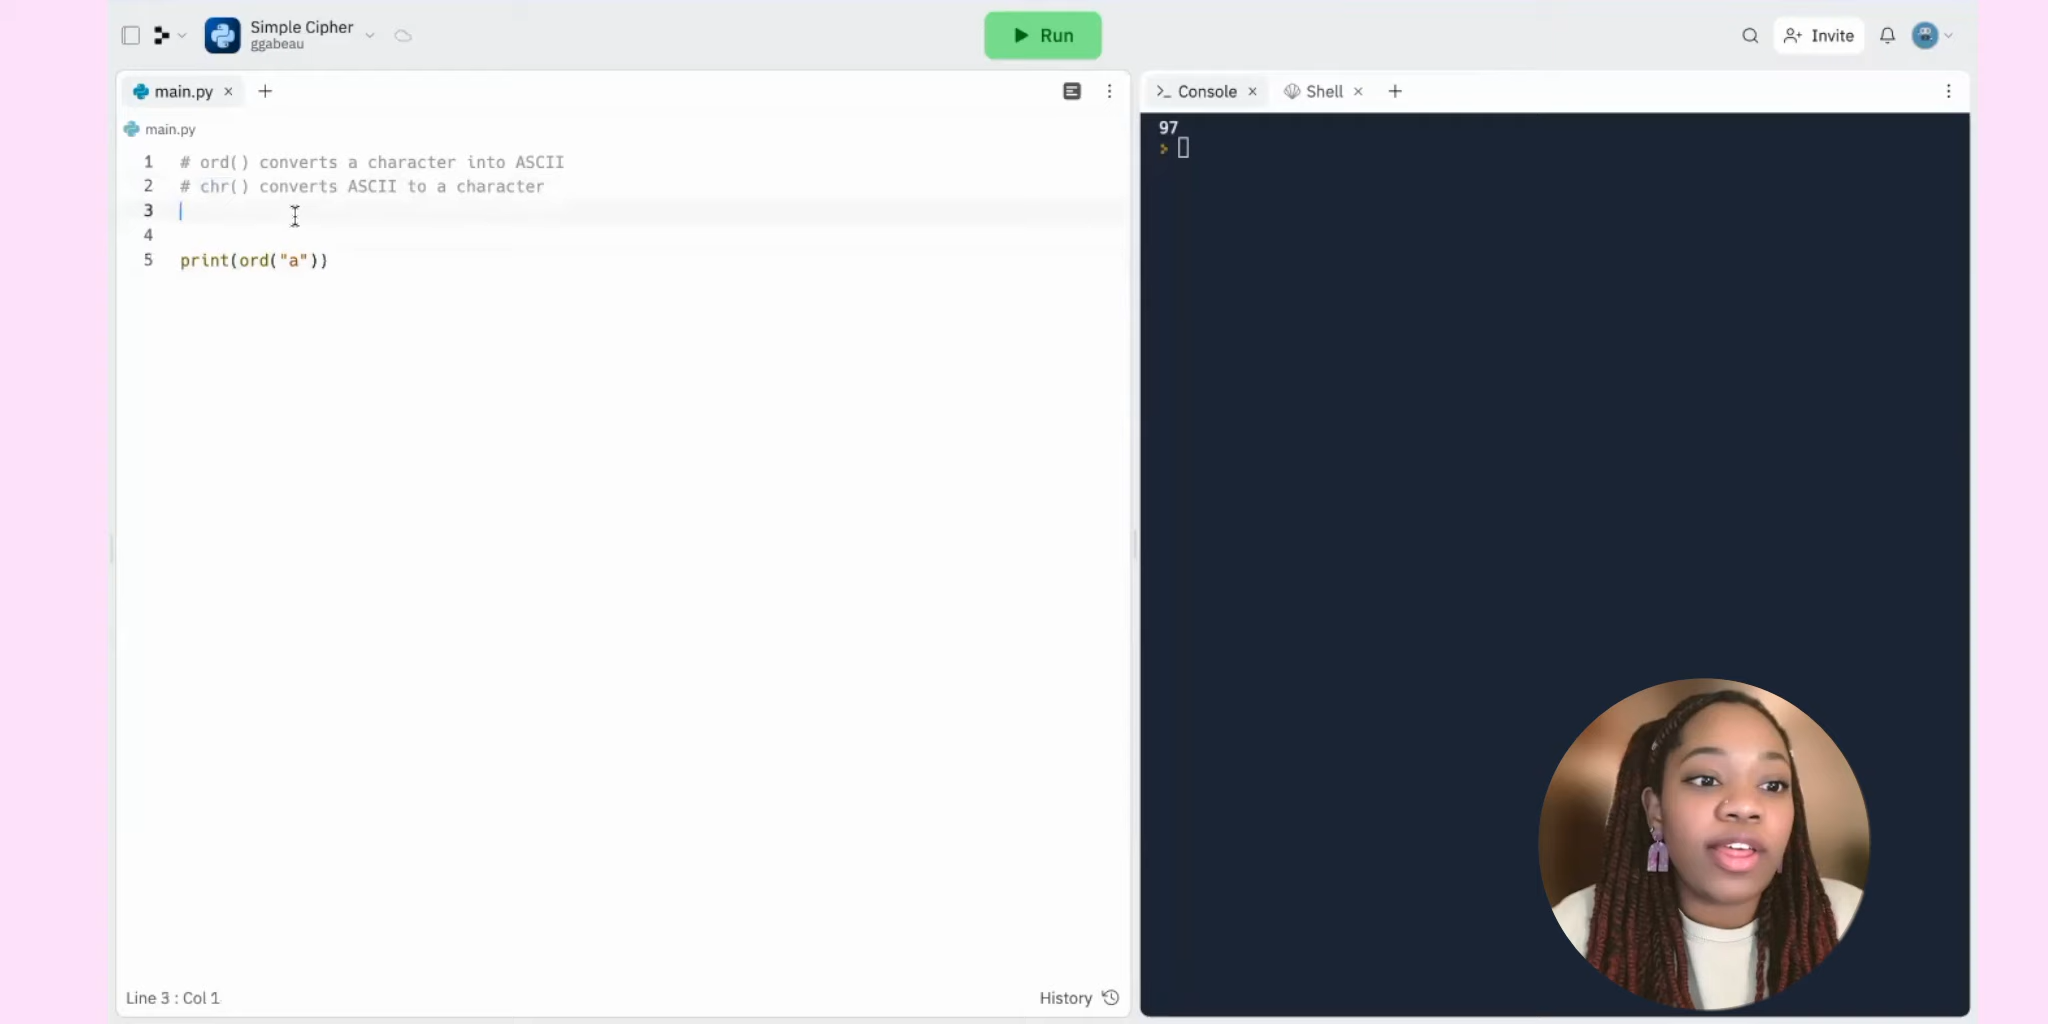 Simple Cipher
ggabeau
Run
Invite
main.py
main.py
1 # ord() converts a character into ASCII
2 # chr() converts ASCII to a character
3
4
5 print(ord("a"))
Line 3 : Col 1
History
>_ Console
Shell
97
>